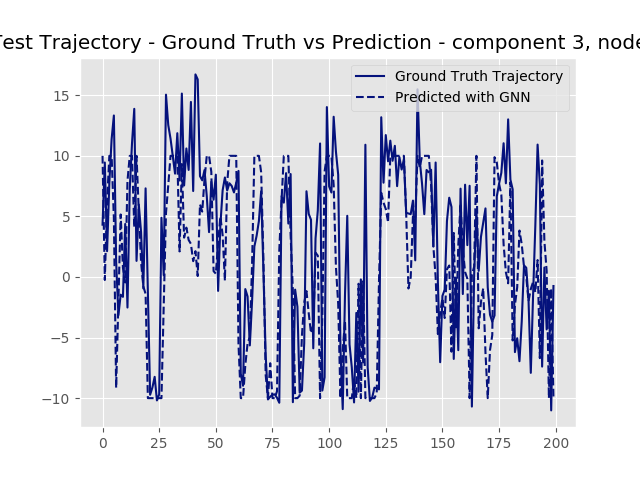 Test Trajectory - Ground Truth vs Prediction - component 3, node
Ground Truth Trajectory
Predicted with GNN
15
10
5
0
−5
−10
0 25 50 75 100 125 150 175 200